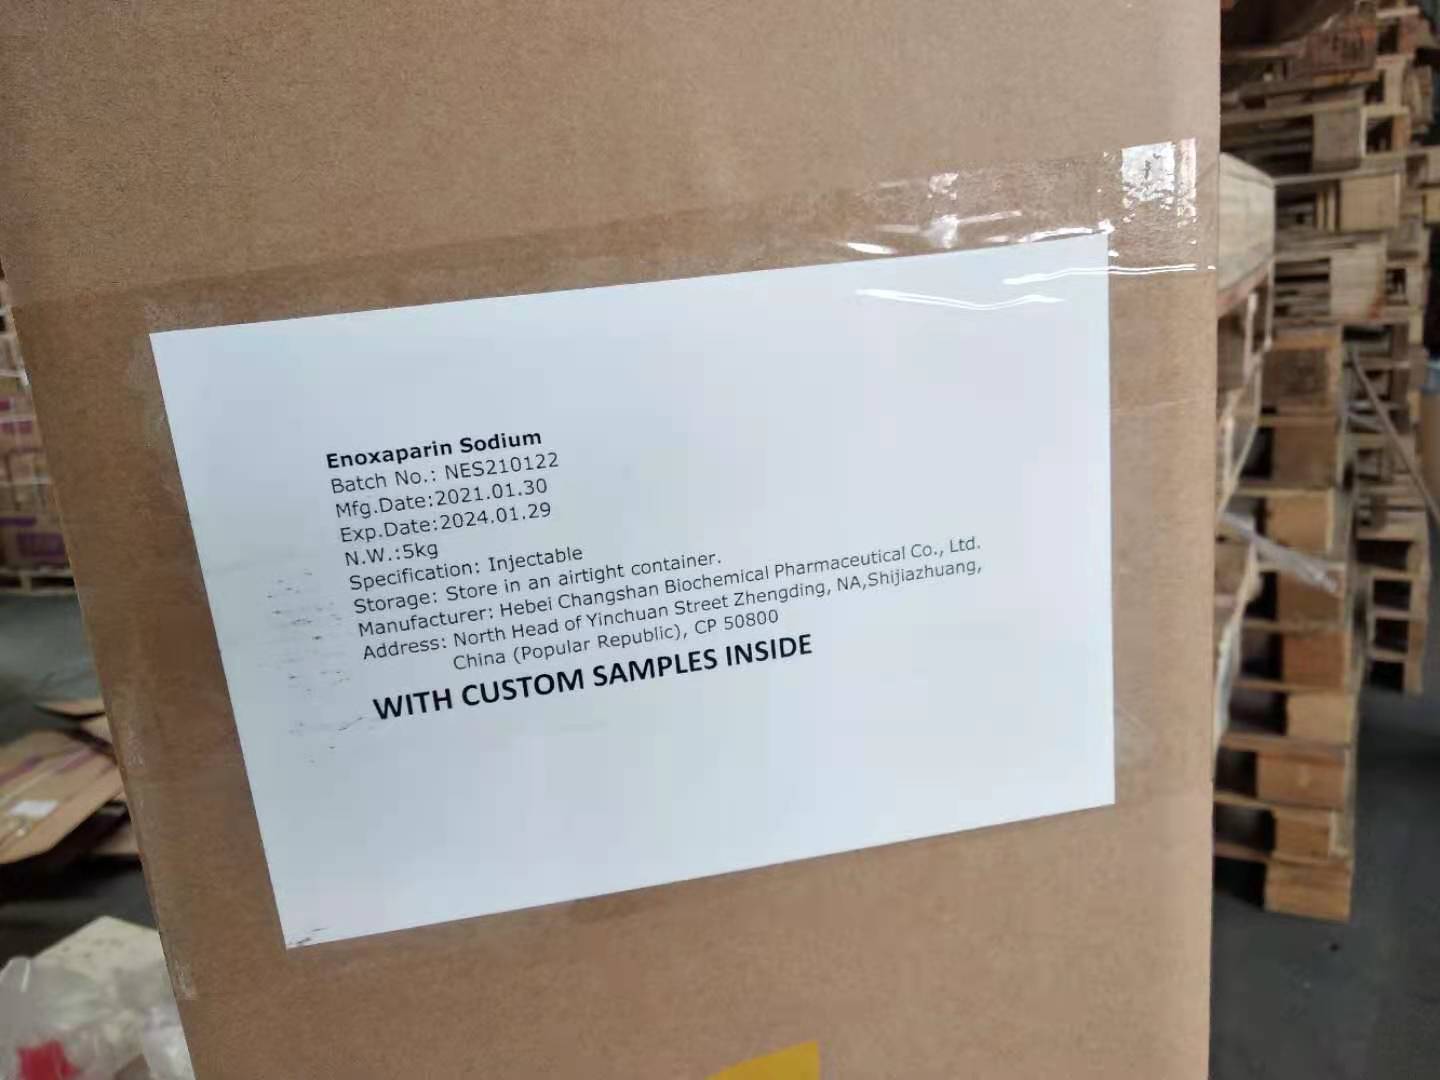 Enoxaparin Sodium
Batch No.: NES210122
Mfg.Date:2021.01.30
Exp.Date:2024.01.29
N.W.:5kg
Specification: Injectable
Storage: Store in an airtight container.
Manufacturer: Hebei Changshan Biochemical Pharmaceutical Co., Ltd.
Address: North Head of Yinchuan Street Zhengding, NA,Shijiazhuang,
China (Popular Republic), CP 50800
WITH CUSTOM SAMPLES INSIDE